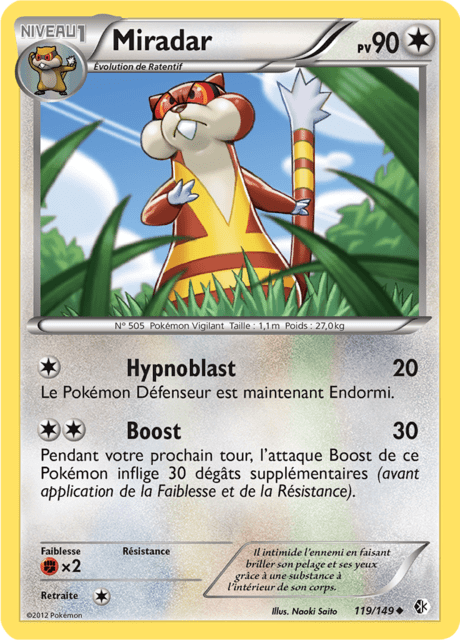 NIVEAU 1
Miradar
PV 90
Évolution de Ratentif
N° 505 Pokémon Vigilant Taille : 1,1 m Poids : 27,0 kg
Hypnoblast 20
Le Pokémon Défenseur est maintenant Endormi.
Boost 30
Pendant votre prochain tour, l'attaque Boost de ce
Pokémon inflige 30 dégâts supplémentaires (avant
application de la Faiblesse et de la Résistance).
Faiblesse Résistance
×2
Retraite
Il intimide l'ennemi en faisant
briller son pelage et ses yeux
grâce à une substance à
l'intérieur de son corps.
©2012 Pokémon
Illus. Naoki Saito 119/149